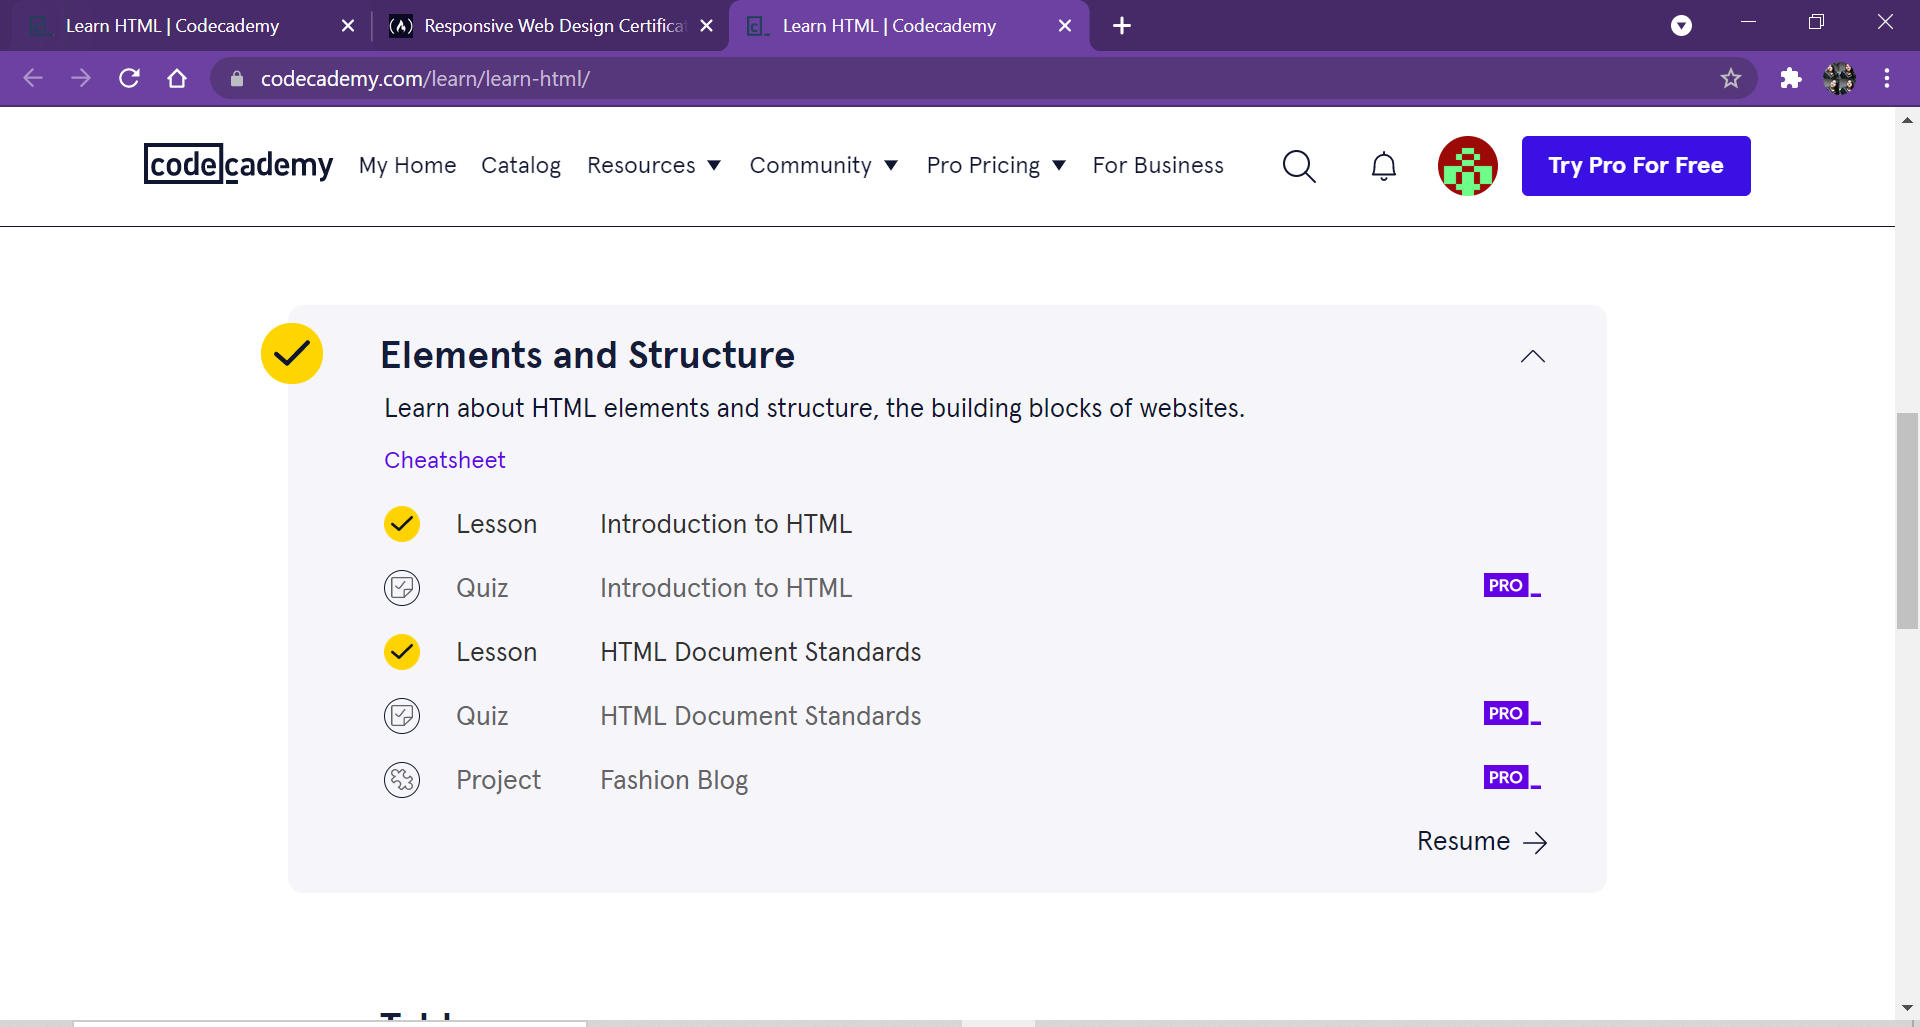 Learn HTML | Codecademy
Responsive Web Design Certificat
Learn HTML | Codecademy
codecademy.com/learn/learn-html/
codecademy My Home Catalog Resources Community Pro Pricing For Business Try Pro For Free
Elements and Structure
Learn about HTML elements and structure, the building blocks of websites.
Cheatsheet
Lesson Introduction to HTML
Quiz Introduction to HTML PRO
Lesson HTML Document Standards
Quiz HTML Document Standards PRO
Project Fashion Blog PRO
Resume